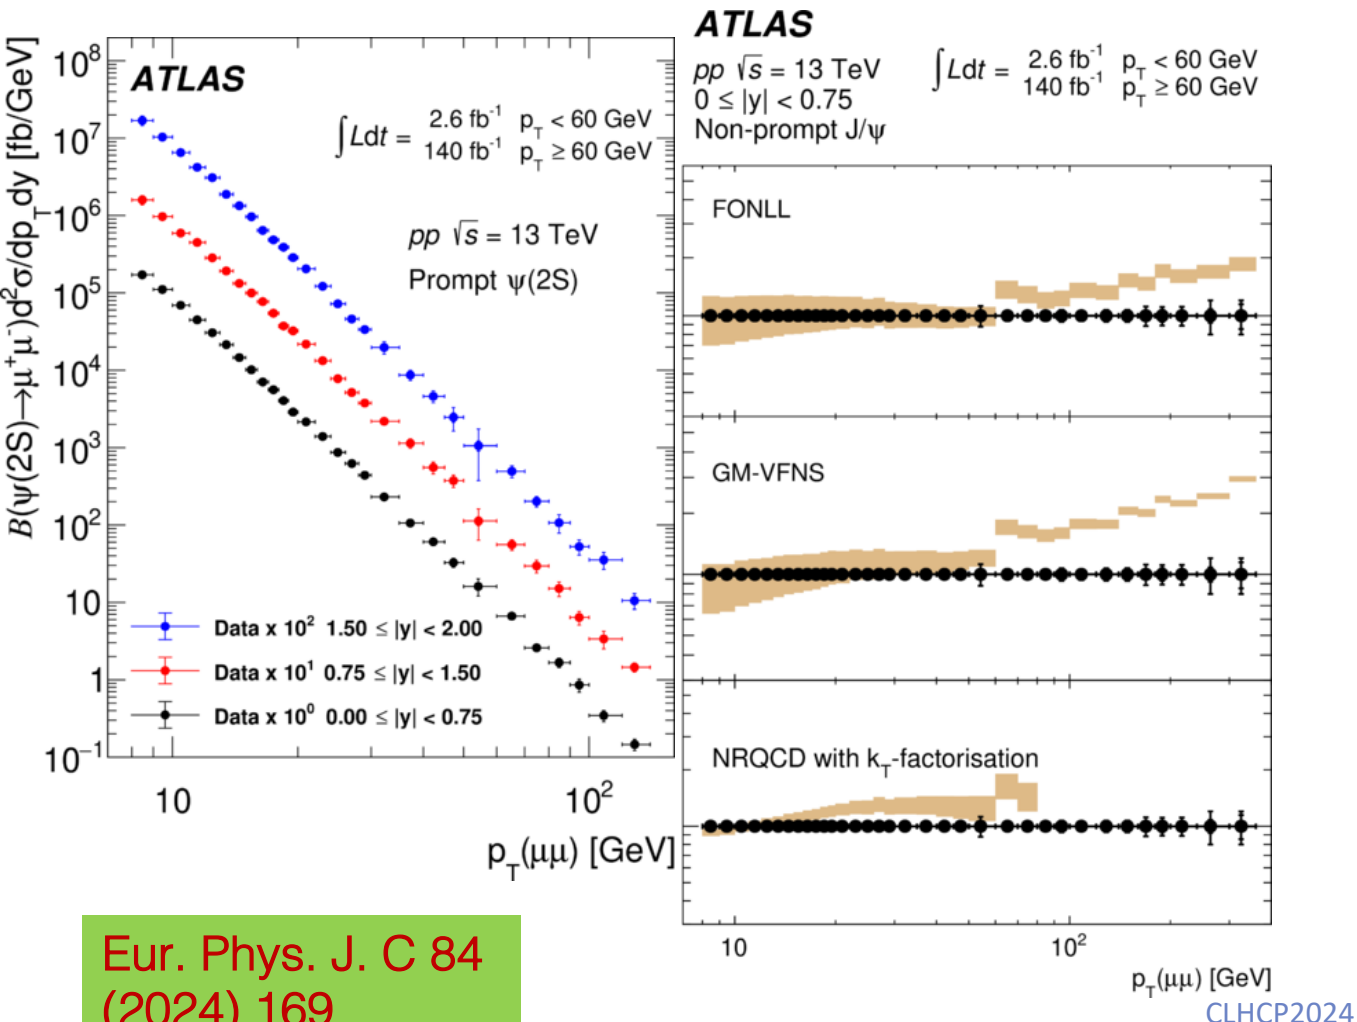 ATLAS
∫Ldt = 2.6 fb⁻¹ p_T < 60 GeV
140 fb⁻¹ p_T ≥ 60 GeV
pp √s = 13 TeV
Prompt ψ(2S)
B(ψ(2S)→μ⁺μ⁻)d²σ/dp_Tdy [fb/GeV]
10⁸
10⁷
10⁶
10⁵
10⁴
10³
10²
10
1
10⁻¹
Data x 10² 1.50 ≤ |y| < 2.00
Data x 10¹ 0.75 ≤ |y| < 1.50
Data x 10⁰ 0.00 ≤ |y| < 0.75
10 10²
p_T(μμ) [GeV]
ATLAS
pp √s = 13 TeV
0 ≤ |y| < 0.75
Non-prompt J/ψ
∫Ldt = 2.6 fb⁻¹ p_T < 60 GeV
140 fb⁻¹ p_T ≥ 60 GeV
FONLL
GM-VFNS
NRQCD with k_T-factorisation
10 10²
p_T(μμ) [GeV]
Eur. Phys. J. C 84
(2024) 169
CLHCP2024